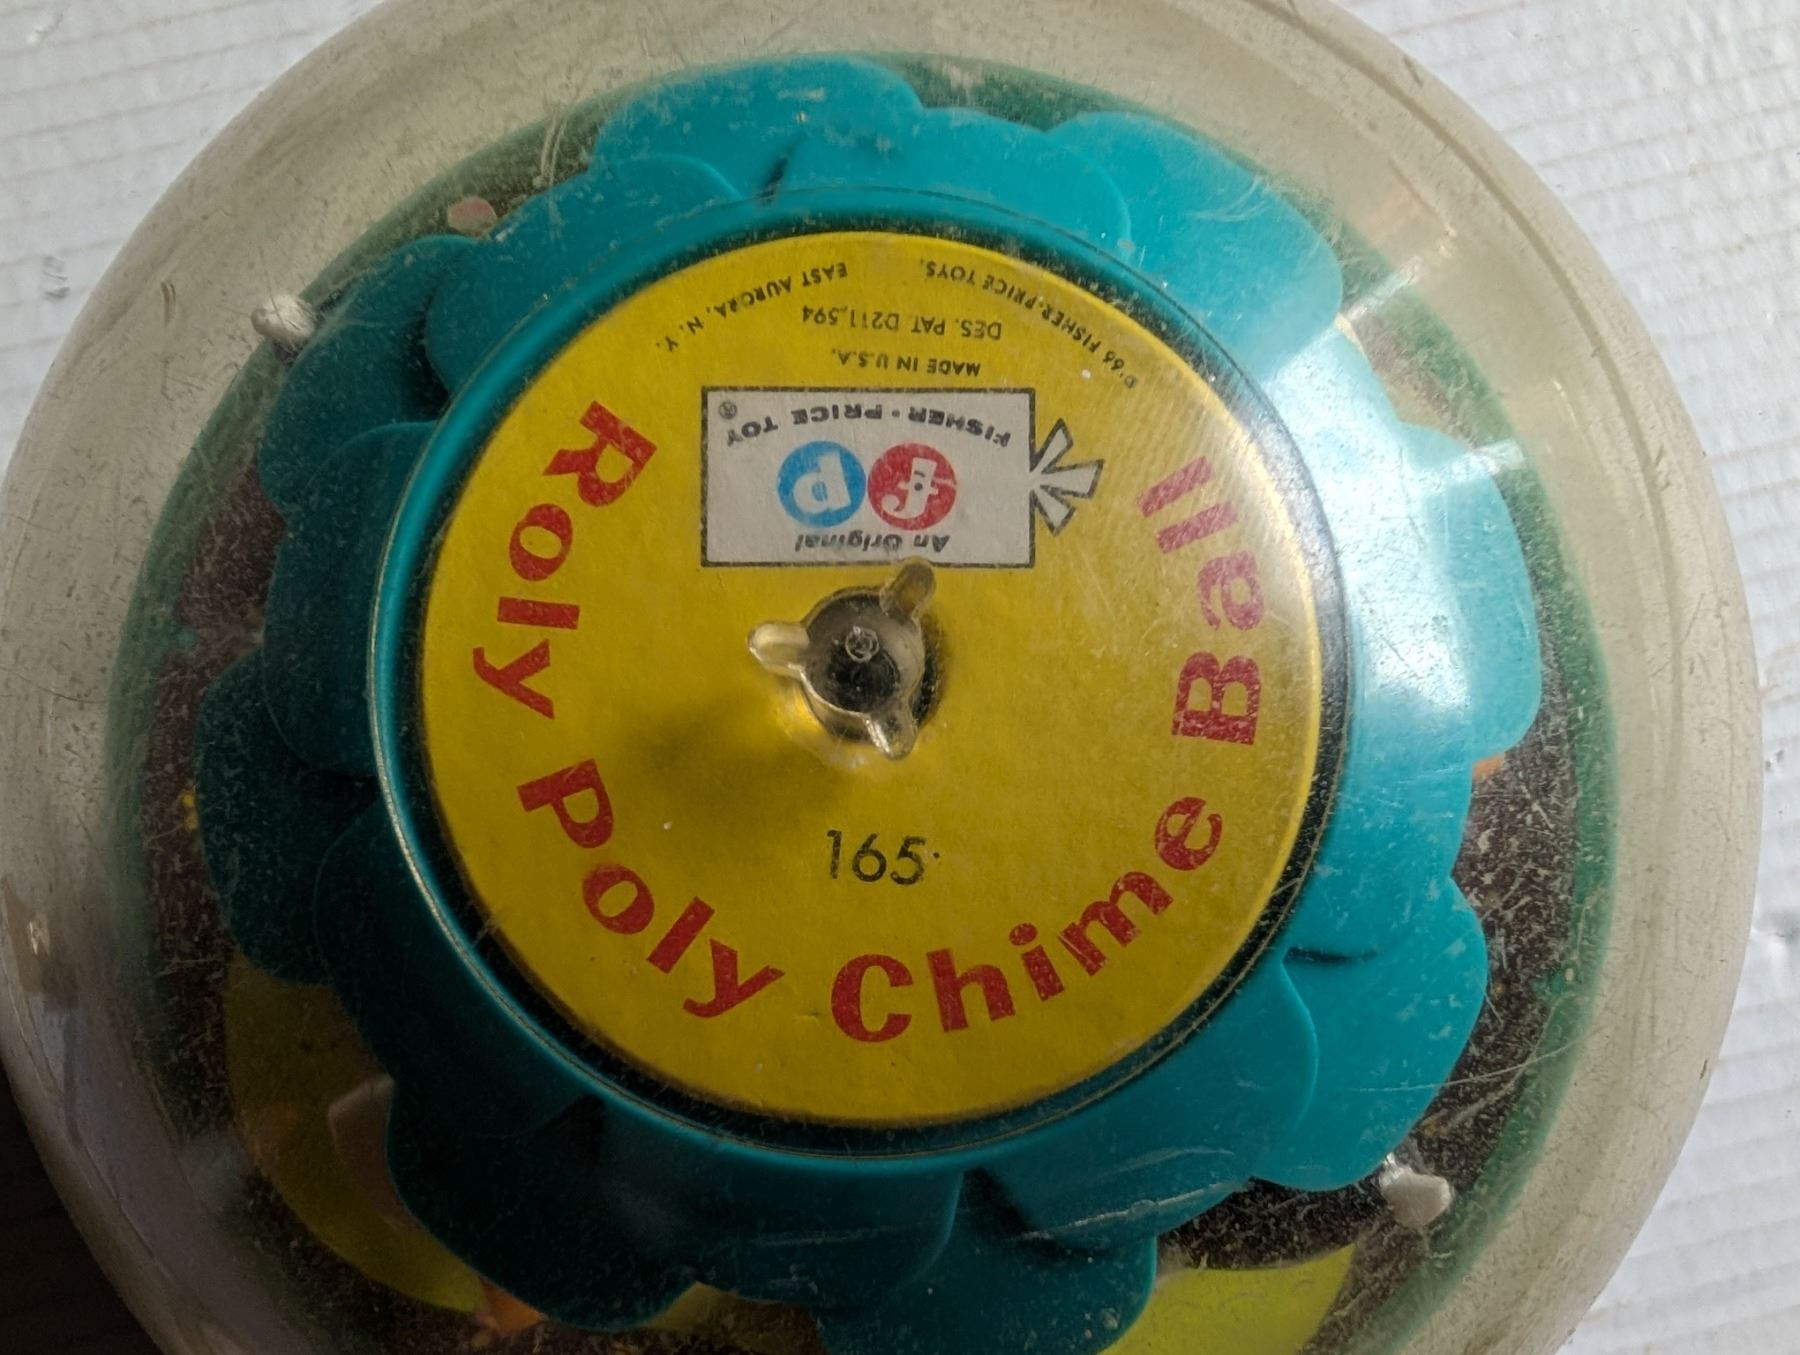 Roly Poly Chime Ball
165
An Original
fp
FISHER-PRICE TOY®
MADE IN U.S.A.
DES. PAT. D211,594
©'66 FISHER-PRICE TOYS, EAST AURORA, N.Y.